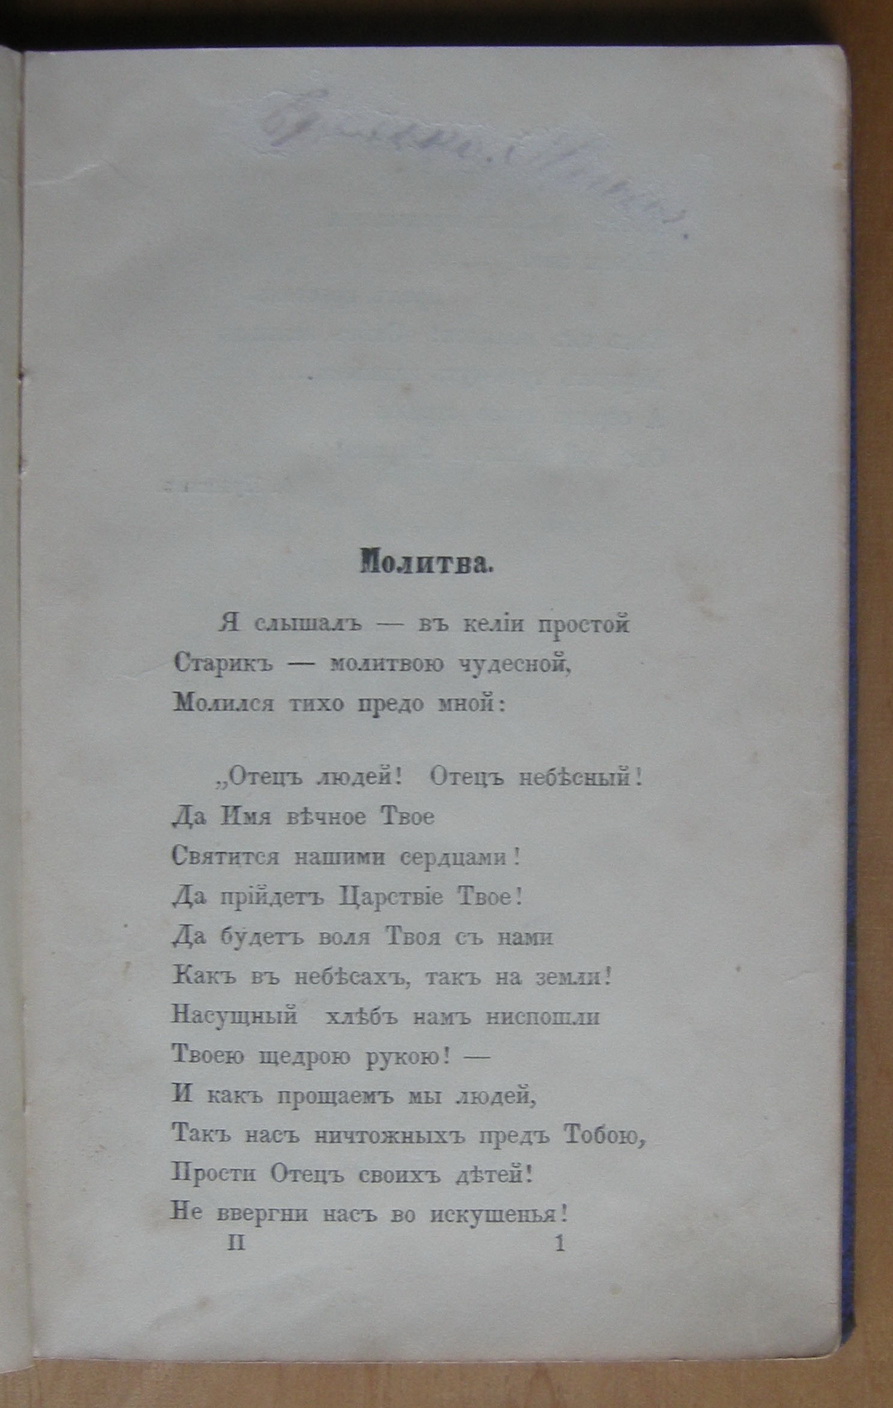 Молитва.
Я слышалъ — въ келіи простой
Старикъ — молитвою чудесной,
Молился тихо предо мной:
„Отецъ людей! Отецъ небѣсный!
Да Имя вѣчное Твое
Святится нашими сердцами!
Да прійдетъ Царствіе Твое!
Да будетъ воля Твоя съ нами
Какъ въ небѣсахъ, такъ на земли!
Насущный хлѣбъ намъ ниспошли
Твоею щедрою рукою! —
И какъ прощаемъ мы людей,
Такъ насъ ничтожныхъ предъ Тобою,
Прости Отецъ своихъ дѣтей!
Не ввергни насъ во искушенья!
II 1